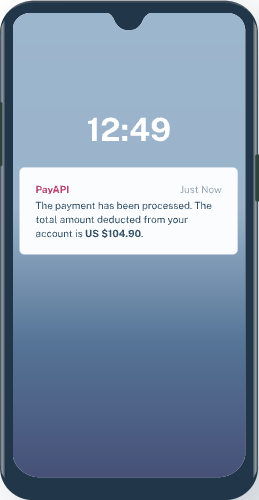 12:49
PayAPI Just Now
The payment has been processed. The
total amount deducted from your
account is US $104.90.